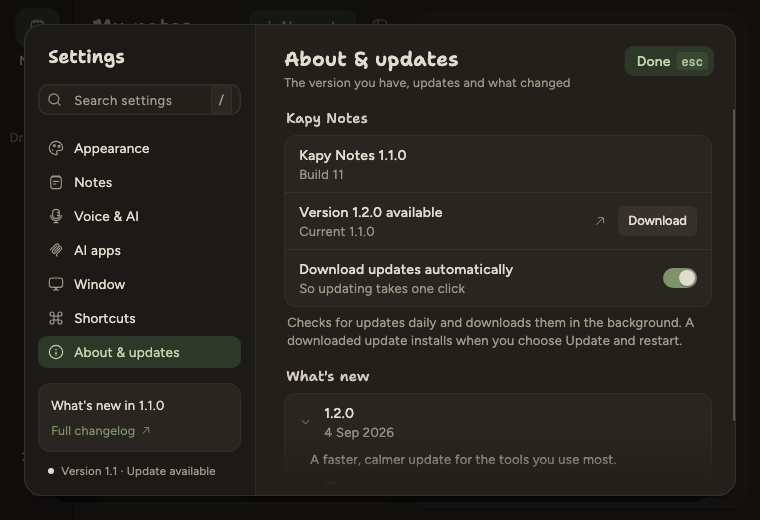 Settings
Search settings
/
Appearance
Notes
Voice & AI
AI apps
Window
Shortcuts
About & updates
What's new in 1.1.0
Full changelog ↗
Version 1.1 · Update available
About & updates
The version you have, updates and what changed
Done esc
Kapy Notes
Kapy Notes 1.1.0
Build 11
Version 1.2.0 available
Current 1.1.0
↗ Download
Download updates automatically
So updating takes one click
Checks for updates daily and downloads them in the background. A
downloaded update installs when you choose Update and restart.
What's new
1.2.0
4 Sep 2026
A faster, calmer update for the tools you use most.